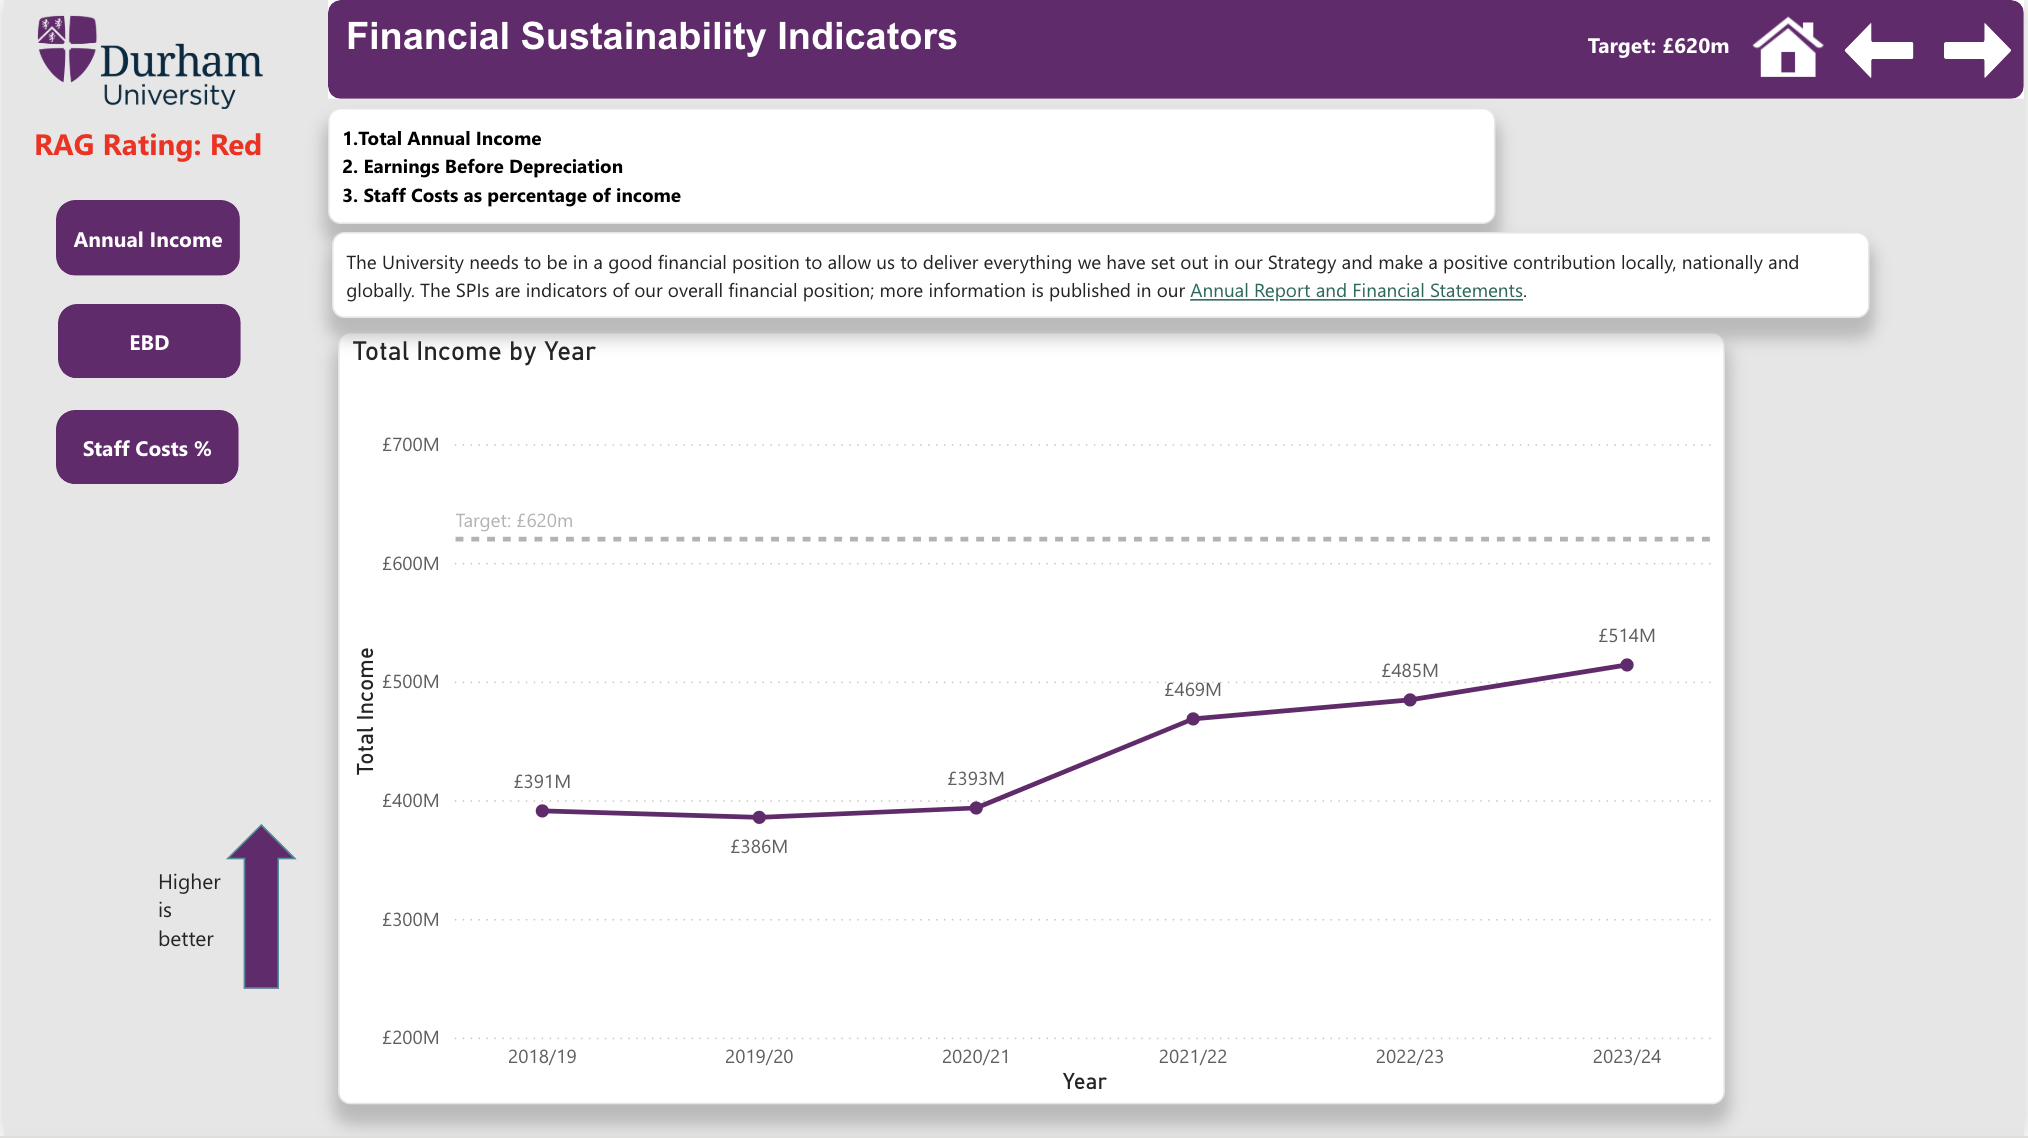 Durham
University
RAG Rating: Red
Annual Income
EBD
Staff Costs %
Higher
is
better
Financial Sustainability Indicators
Target: £620m
1.Total Annual Income
2. Earnings Before Depreciation
3. Staff Costs as percentage of income
The University needs to be in a good financial position to allow us to deliver everything we have set out in our Strategy and make a positive contribution locally, nationally and
globally. The SPIs are indicators of our overall financial position; more information is published in our Annual Report and Financial Statements.
Total Income by Year
£700M
Target: £620m
£600M
£514M
£485M
£500M
£469M
£391M
£393M
£400M
£386M
£300M
£200M
Total Income
2018/19 2019/20 2020/21 2021/22 2022/23 2023/24
Year